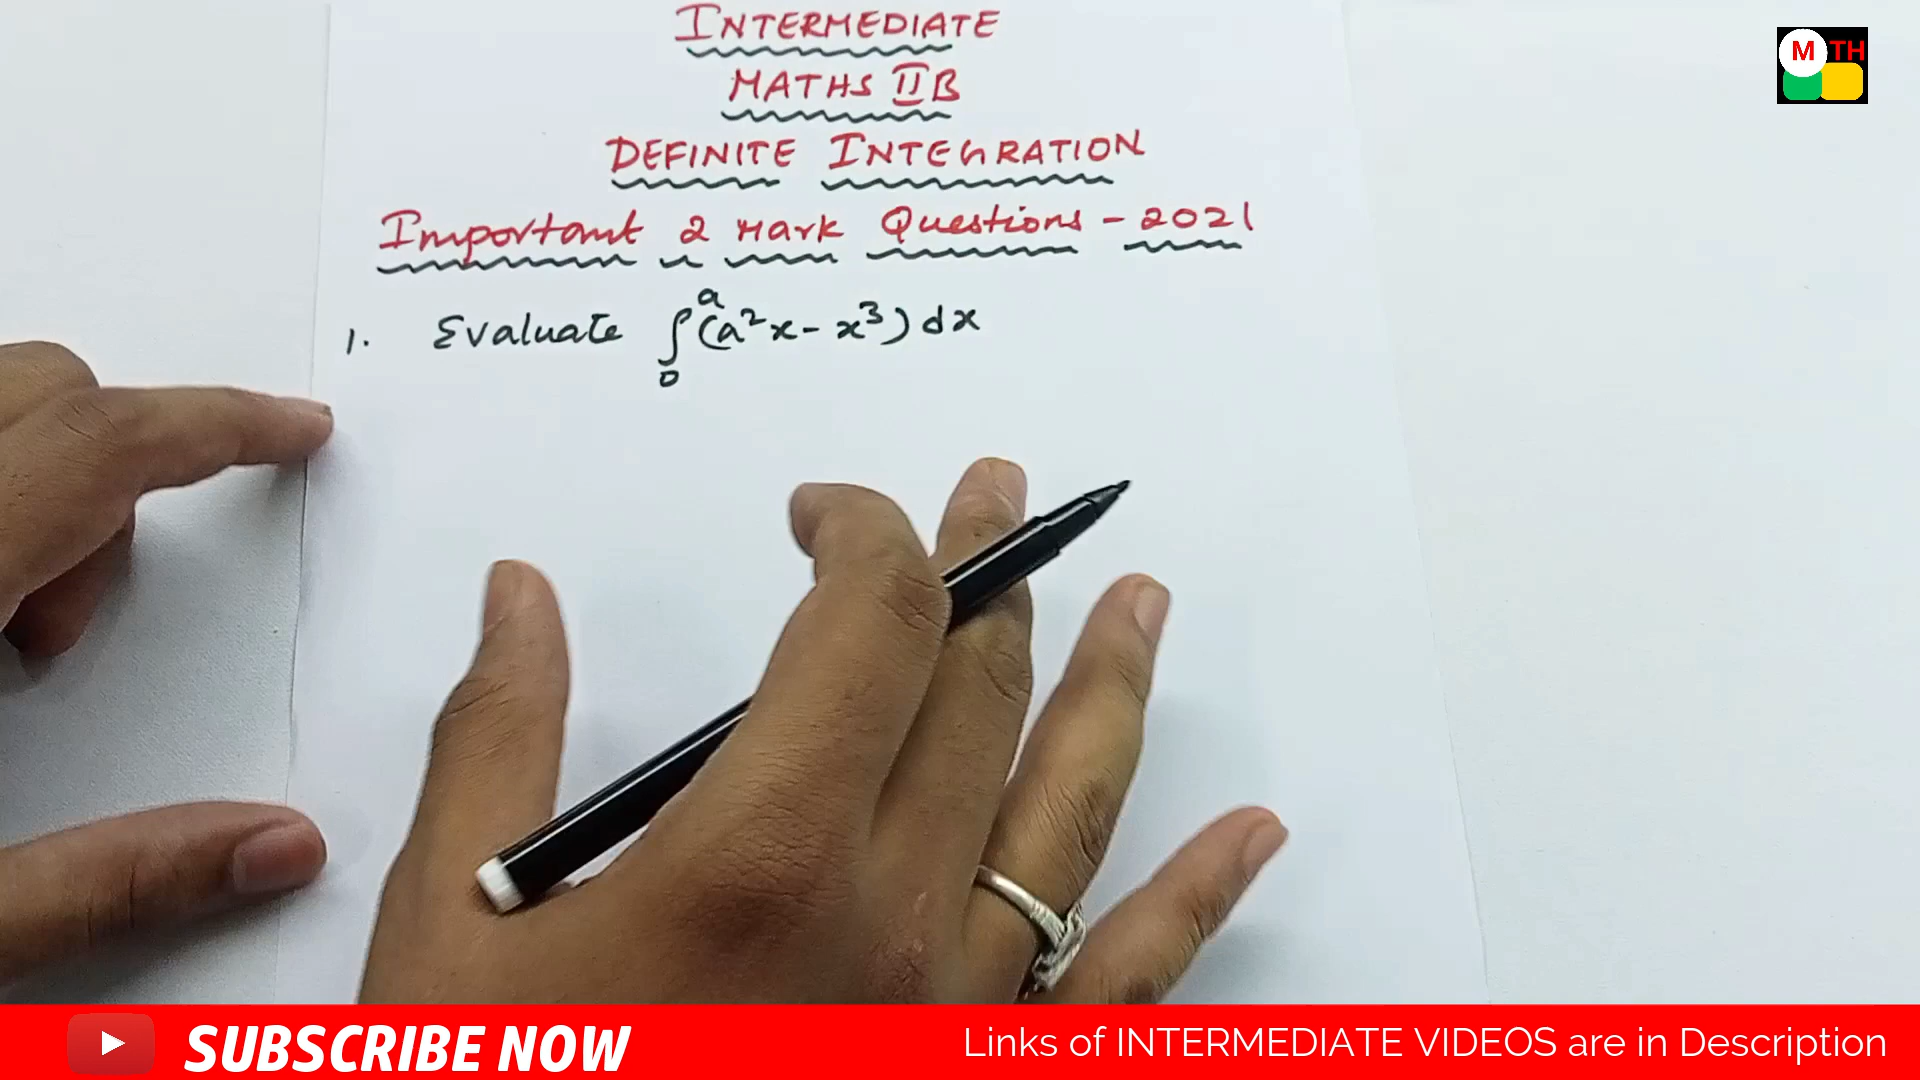 INTERMEDIATE
MATHS IIB
DEFINITE INTEGRATION
Important 2 Mark Questions - 2021
1. Evaluate ∫₀ᵃ (a²x - x³) dx
M TH
SUBSCRIBE NOW
Links of INTERMEDIATE VIDEOS are in Description